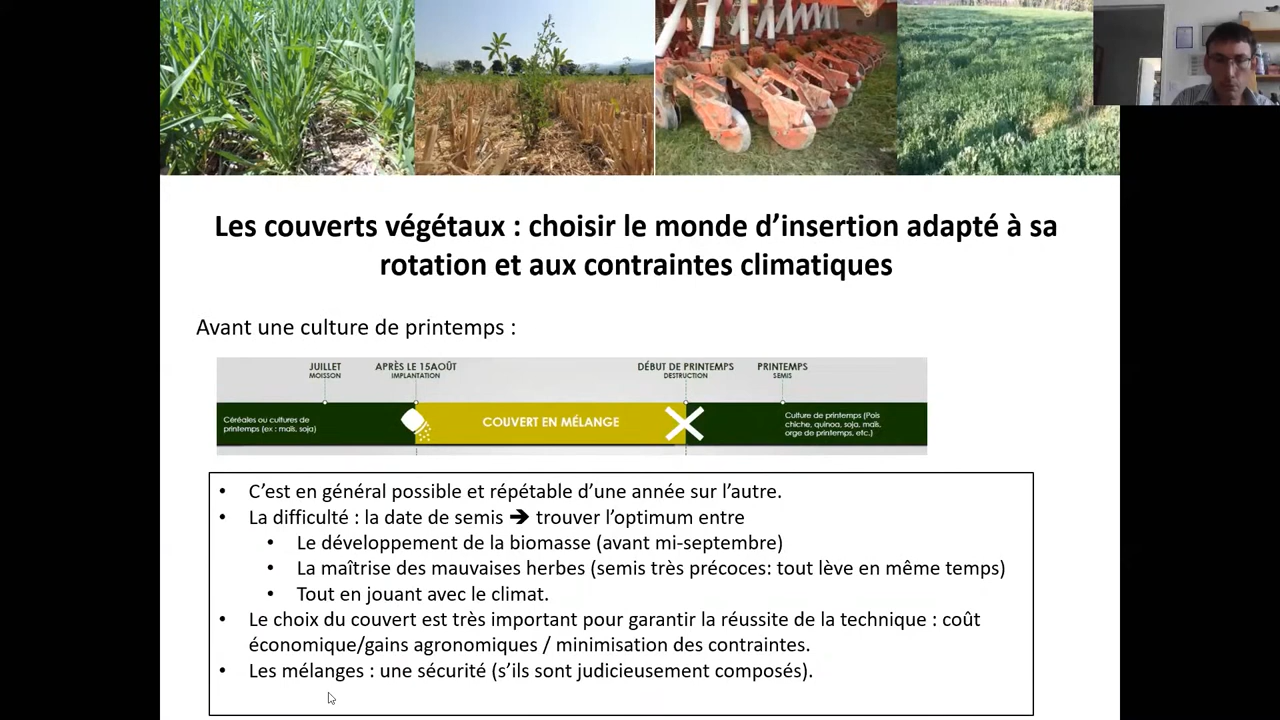 Les couverts végétaux : choisir le monde d’insertion adapté à sa
rotation et aux contraintes climatiques
Avant une culture de printemps :
JUILLET
MOISSON
APRÈS LE 15AOÛT
IMPLANTATION
DÉBUT DE PRINTEMPS
DESTRUCTION
PRINTEMPS
SEMIS
Céréales ou cultures de
printemps (ex : maïs, soja)
COUVERT EN MÉLANGE
Culture de printemps (Pois
chiche, quinoa, soja, maïs,
orge de printemps, etc.)
• C’est en général possible et répétable d’une année sur l’autre.
• La difficulté : la date de semis ➔ trouver l’optimum entre
• Le développement de la biomasse (avant mi-septembre)
• La maîtrise des mauvaises herbes (semis très précoces: tout lève en même temps)
• Tout en jouant avec le climat.
• Le choix du couvert est très important pour garantir la réussite de la technique : coût
économique/gains agronomiques / minimisation des contraintes.
• Les mélanges : une sécurité (s’ils sont judicieusement composés).